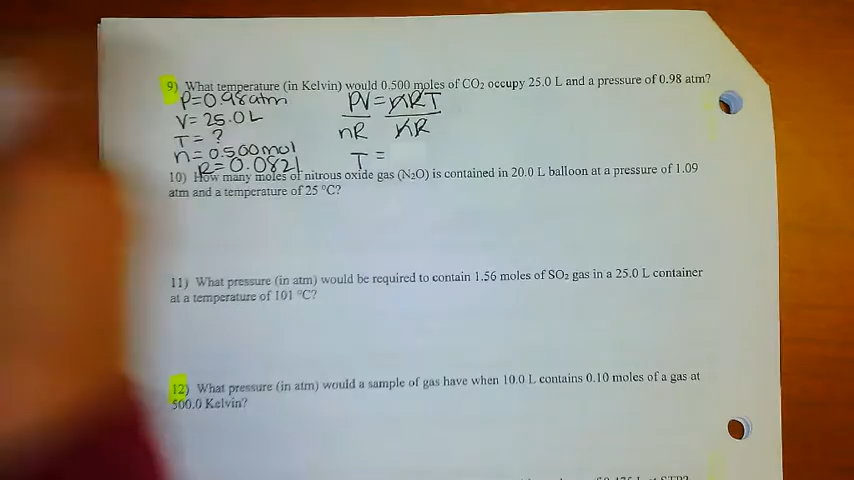 9) What temperature (in Kelvin) would 0.500 moles of CO₂ occupy 25.0 L and a pressure of 0.98 atm?
P=0.98atm
V= 25.0L
T= ?
n=0.500mol
R=0.0821
PV=nRT
nR nR
T =
10) How many moles of nitrous oxide gas (N₂O) is contained in 20.0 L balloon at a pressure of 1.09
atm and a temperature of 25 °C?
11) What pressure (in atm) would be required to contain 1.56 moles of SO₂ gas in a 25.0 L container
at a temperature of 101 °C?
12) What pressure (in atm) would a sample of gas have when 10.0 L contains 0.10 moles of a gas at
500.0 Kelvin?